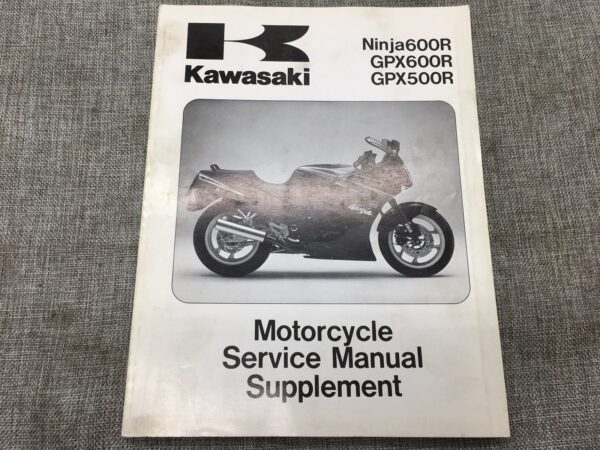 Kawasaki
Ninja600R
GPX600R
GPX500R
Ninja
Motorcycle
Service Manual
Supplement